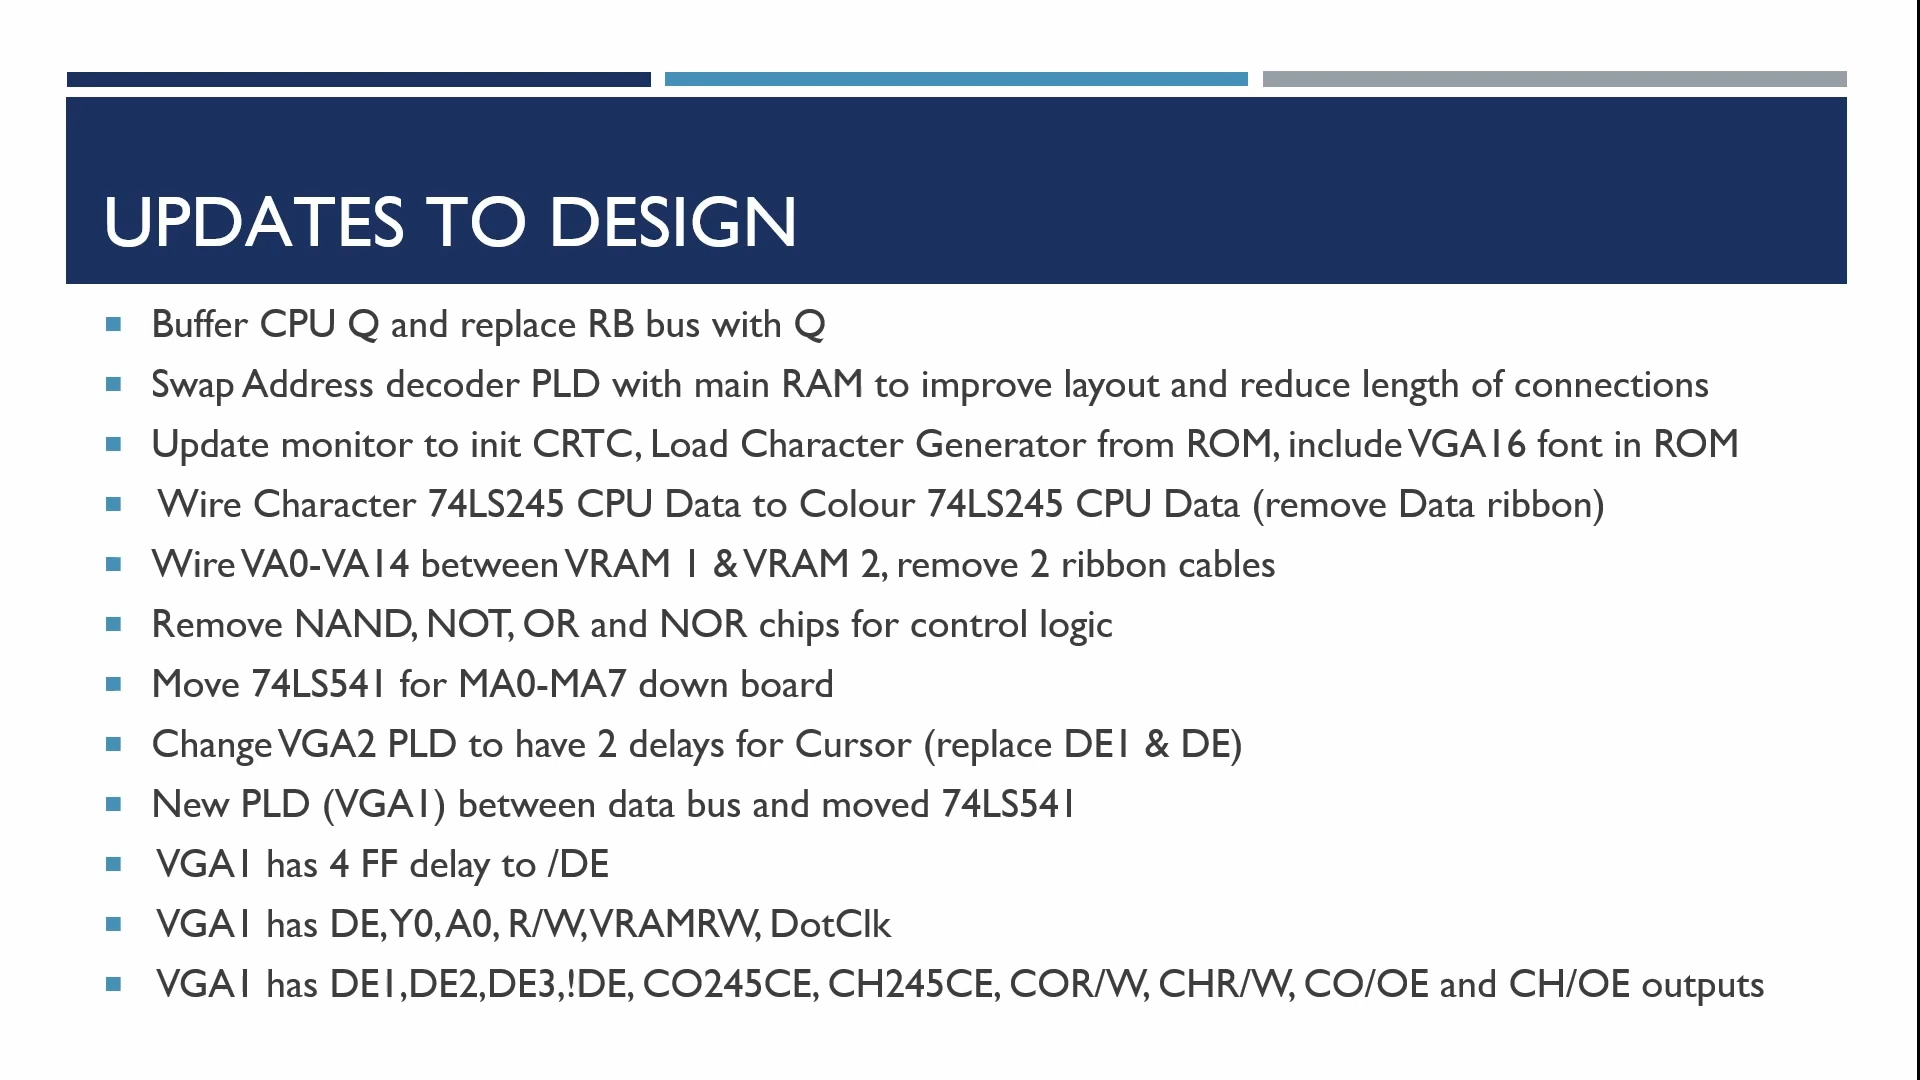 UPDATES TO DESIGN
Buffer CPU Q and replace RB bus with Q
Swap Address decoder PLD with main RAM to improve layout and reduce length of connections
Update monitor to init CRTC, Load Character Generator from ROM, include VGA16 font in ROM
Wire Character 74LS245 CPU Data to Colour 74LS245 CPU Data (remove Data ribbon)
Wire VA0-VA14 between VRAM 1 & VRAM 2, remove 2 ribbon cables
Remove NAND, NOT, OR and NOR chips for control logic
Move 74LS541 for MA0-MA7 down board
Change VGA2 PLD to have 2 delays for Cursor (replace DE1 & DE)
New PLD (VGA1) between data bus and moved 74LS541
VGA1 has 4 FF delay to /DE
VGA1 has DE, Y0, A0, R/W, VRAMRW, DotClk
VGA1 has DE1,DE2,DE3,!DE, CO245CE, CH245CE, COR/W, CHR/W, CO/OE and CH/OE outputs